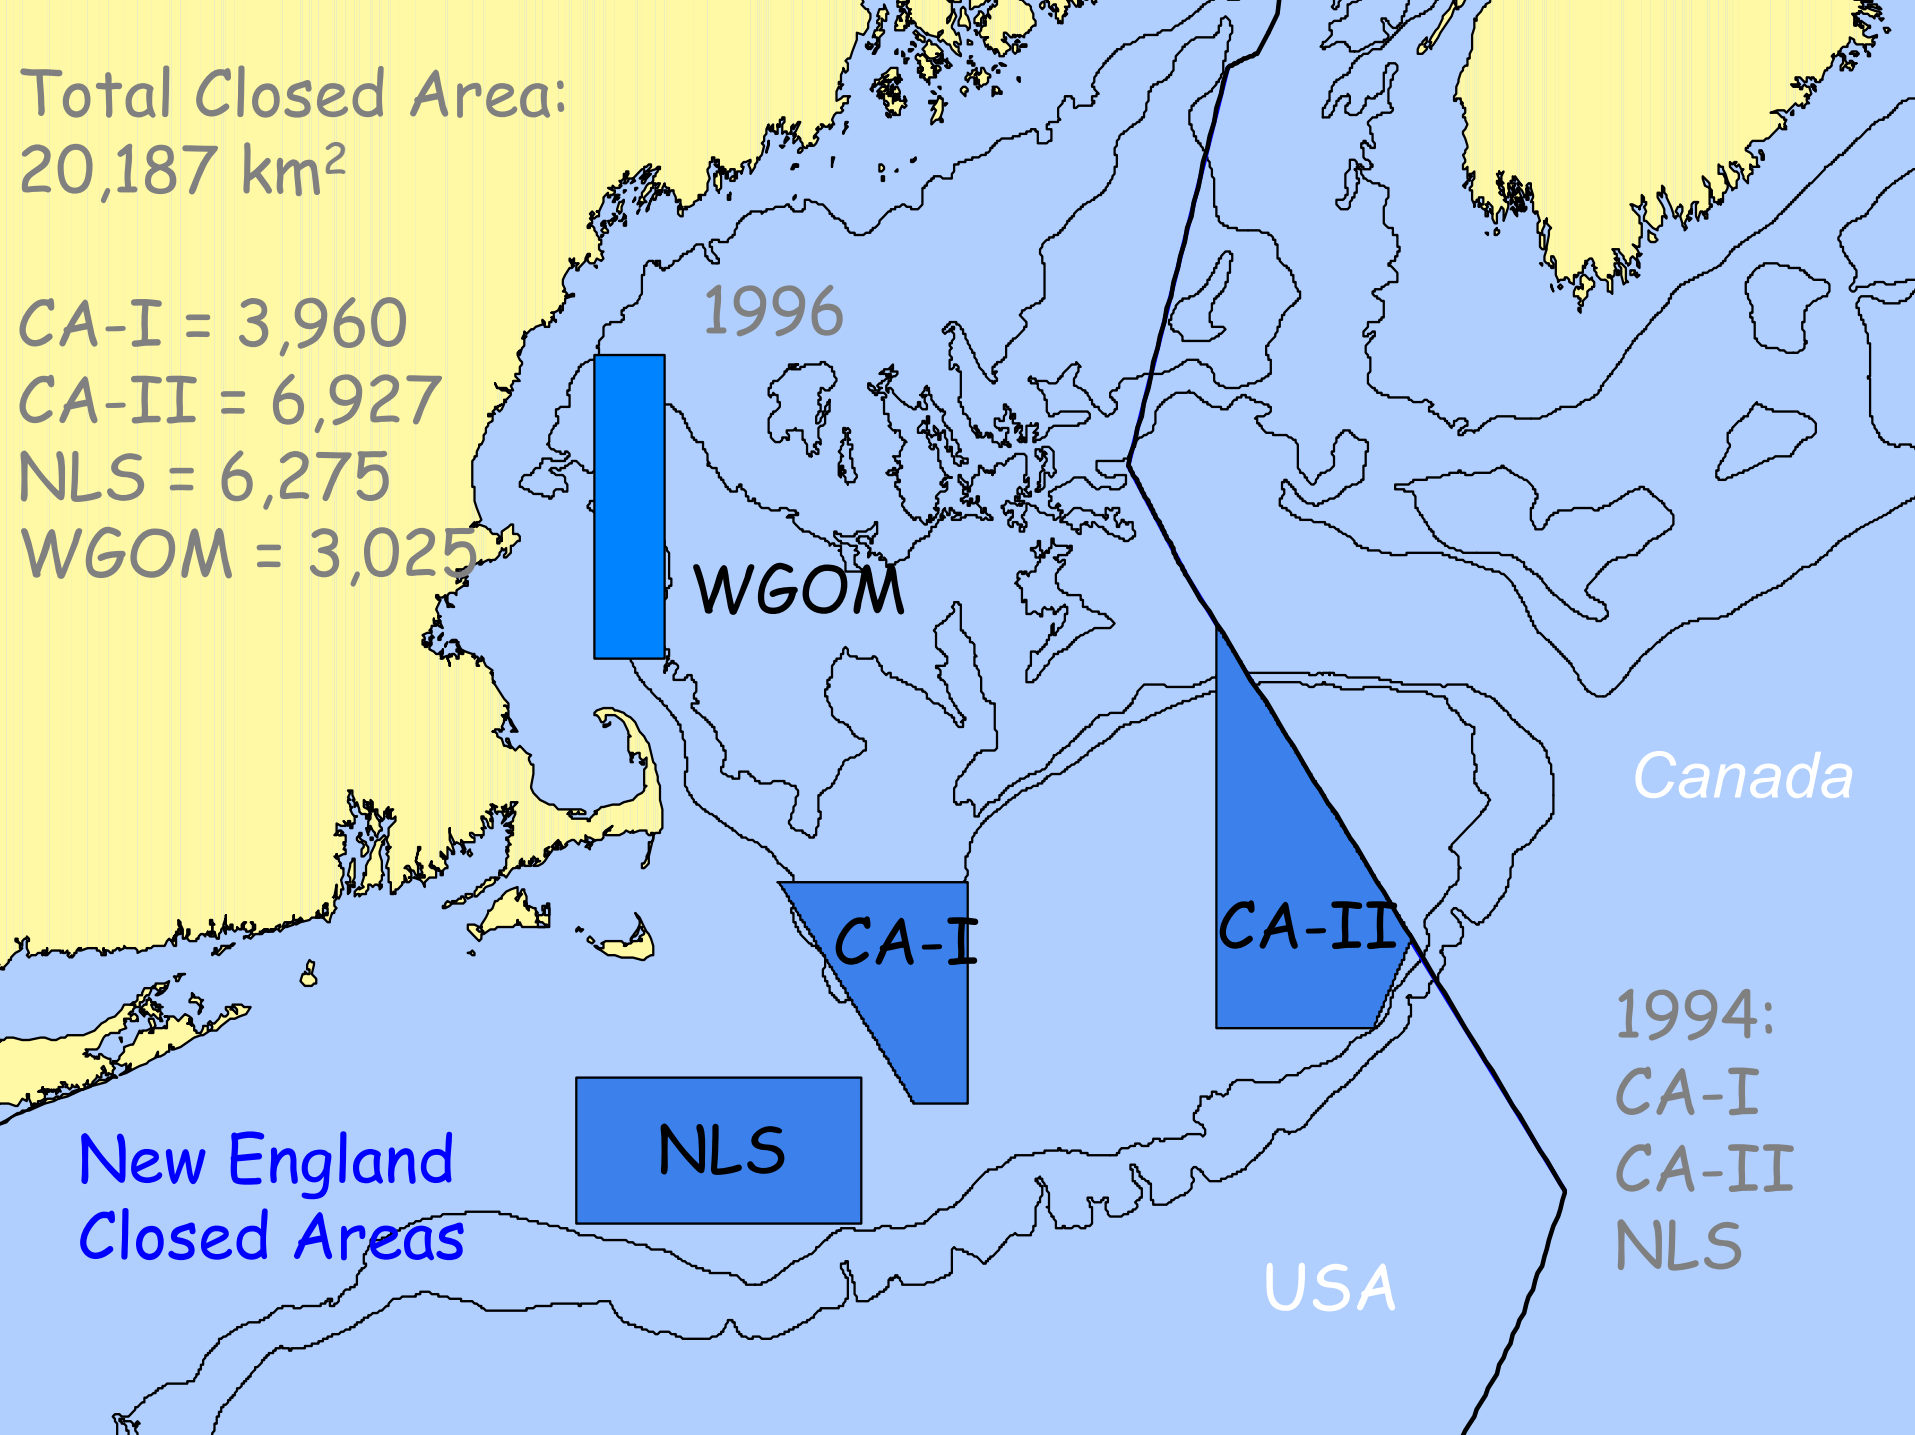 Total Closed Area:
20,187 km²
CA-I = 3,960
CA-II = 6,927
NLS = 6,275
WGOM = 3,025
1996
WGOM
Canada
CA-I
CA-II
1994:
CA-I
CA-II
NLS
NLS
New England
Closed Areas
USA